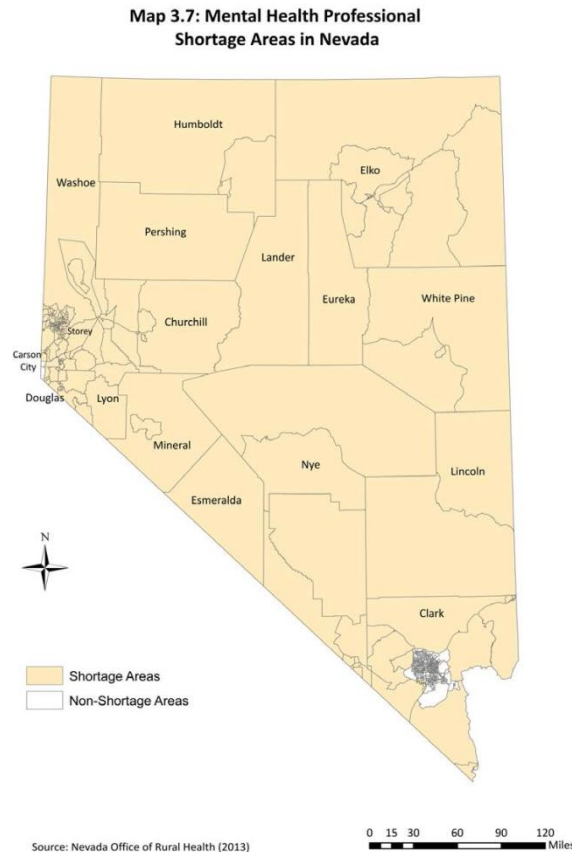 Map 3.7: Mental Health Professional
Shortage Areas in Nevada
Humboldt
Elko
Washoe
Pershing
Lander
Eureka
White Pine
Churchill
Storey
Carson
City
Douglas
Lyon
Mineral
Nye
Lincoln
Esmeralda
N
Clark
Shortage Areas
Non-Shortage Areas
Source: Nevada Office of Rural Health (2013)
0 15 30 60 90 120
Miles